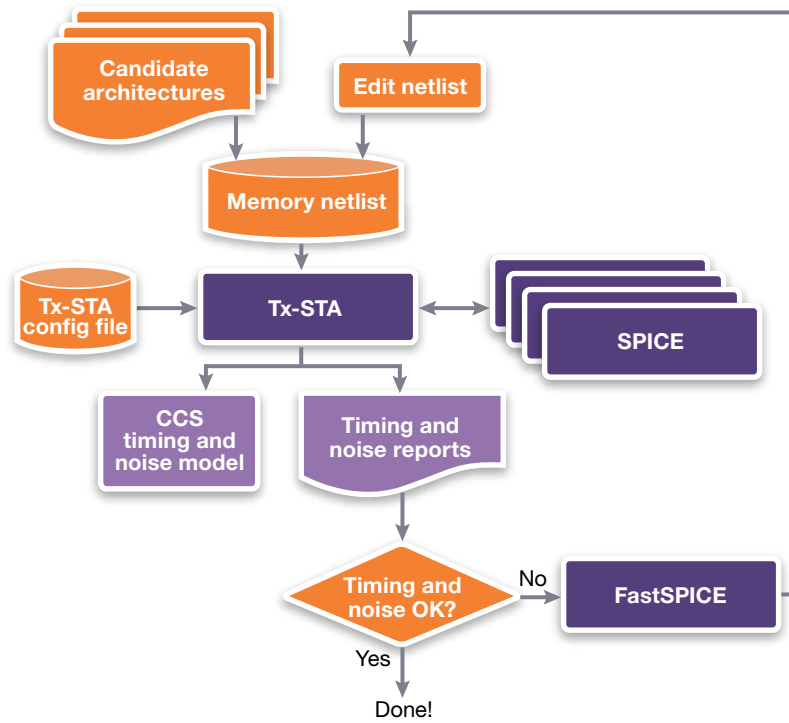 Candidate
architectures
Edit netlist
Memory netlist
Tx-STA
config file
Tx-STA
SPICE
CCS
timing and
noise model
Timing and
noise reports
Timing and
noise OK?
No
FastSPICE
Yes
Done!